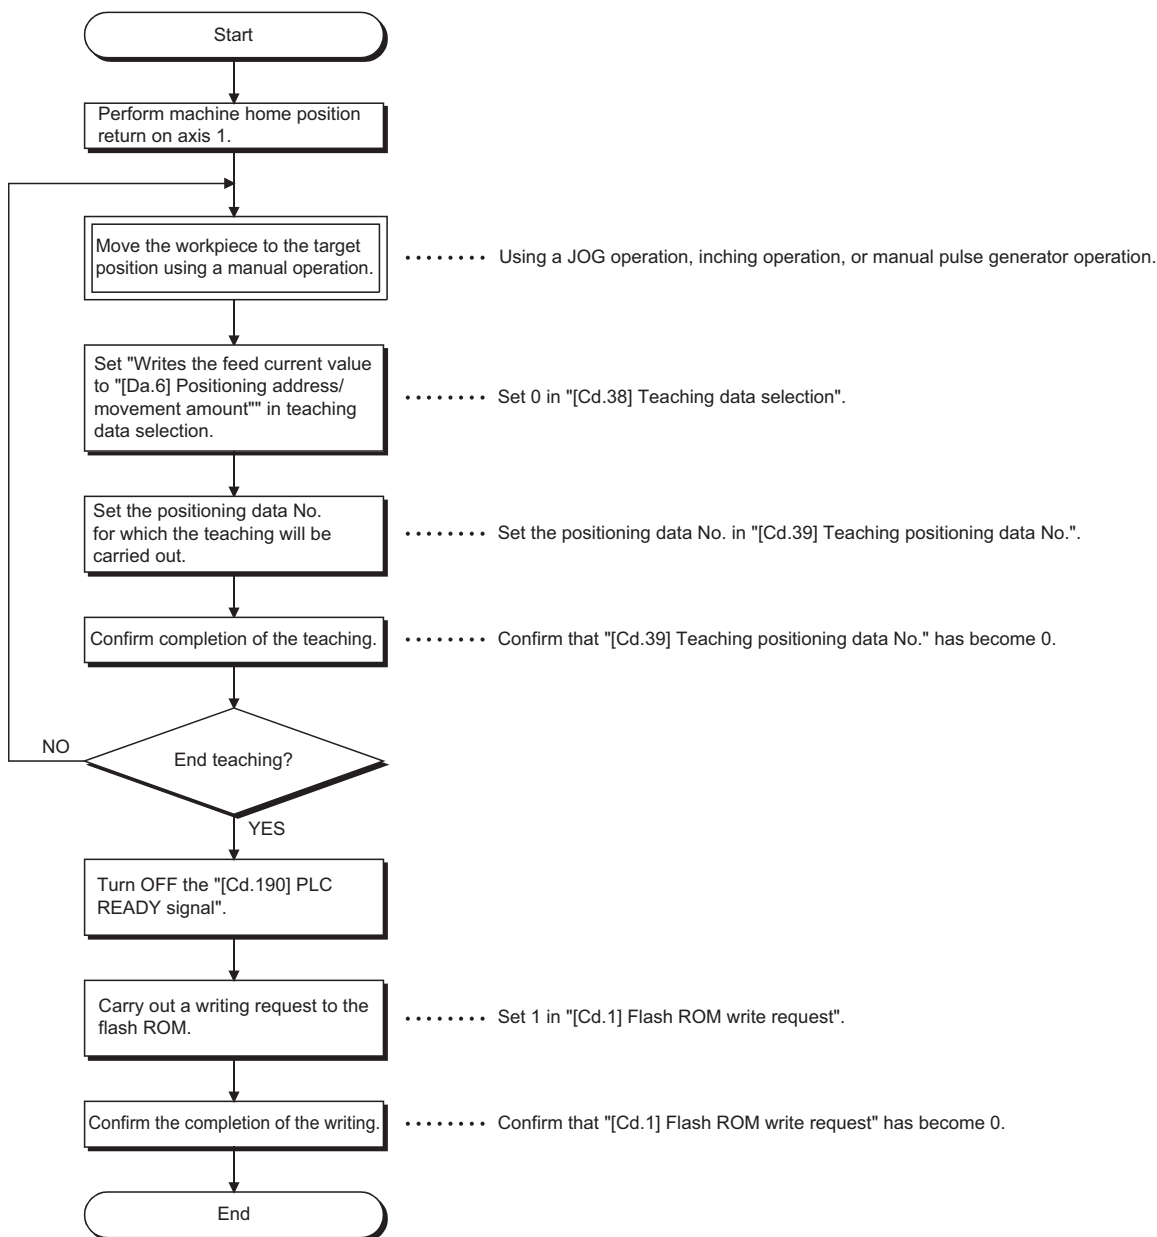 Start
Perform machine home position
return on axis 1.
Move the workpiece to the target
position using a manual operation.
Using a JOG operation, inching operation, or manual pulse generator operation.
Set "Writes the feed current value
to "[Da.6] Positioning address/
movement amount"" in teaching
data selection.
Set 0 in "[Cd.38] Teaching data selection".
Set the positioning data No.
for which the teaching will be
carried out.
Set the positioning data No. in "[Cd.39] Teaching positioning data No.".
Confirm completion of the teaching.
Confirm that "[Cd.39] Teaching positioning data No." has become 0.
NO
End teaching?
YES
Turn OFF the "[Cd.190] PLC
READY signal".
Carry out a writing request to the
flash ROM.
Set 1 in "[Cd.1] Flash ROM write request".
Confirm the completion of the writing.
Confirm that "[Cd.1] Flash ROM write request" has become 0.
End